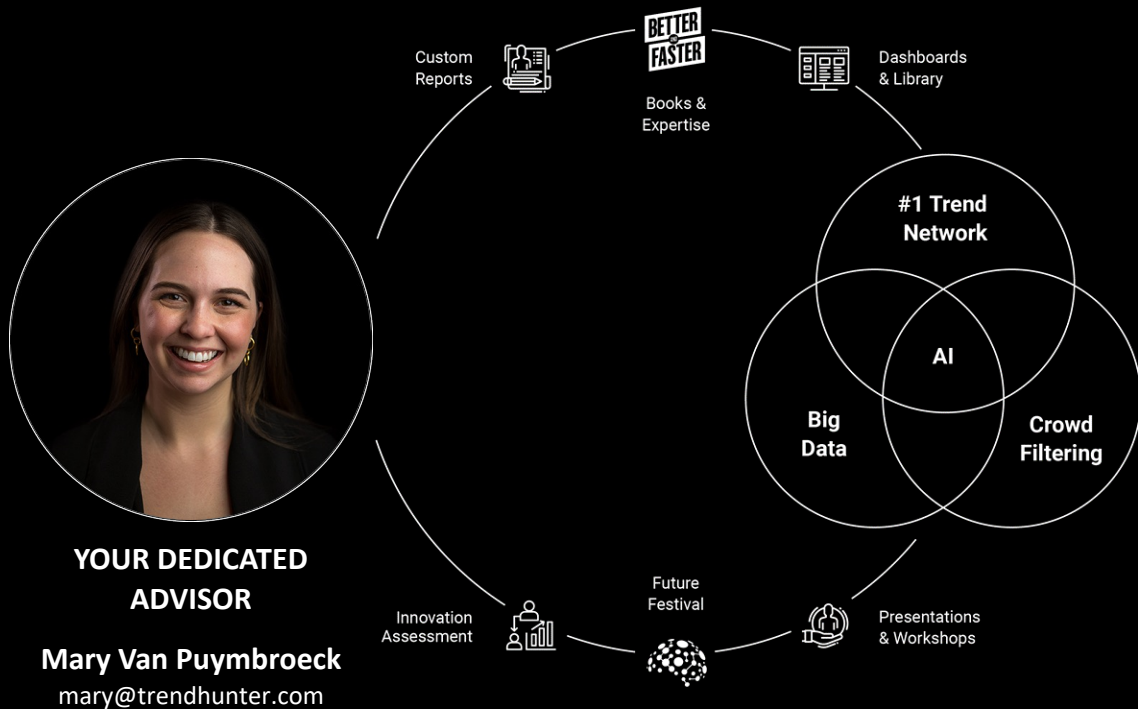 Custom
Reports
BETTER
AND
FASTER
Books &
Expertise
Dashboards
& Library
#1 Trend
Network
AI
Big
Data
Crowd
Filtering
YOUR DEDICATED
ADVISOR
Mary Van Puymbroeck
mary@trendhunter.com
Innovation
Assessment
Future
Festival
Presentations
& Workshops